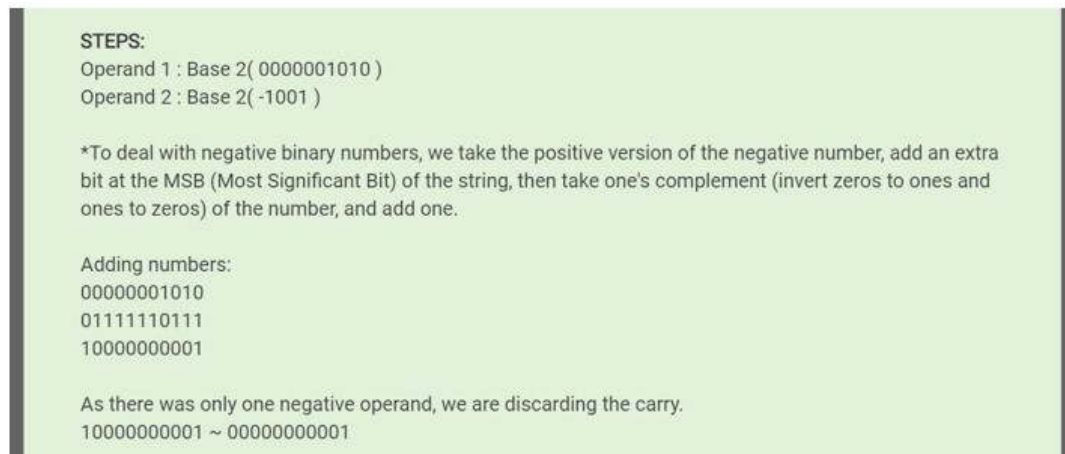 STEPS:
Operand 1 : Base 2( 0000001010 )
Operand 2 : Base 2( -1001 )
*To deal with negative binary numbers, we take the positive version of the negative number, add an extra
bit at the MSB (Most Significant Bit) of the string, then take one's complement (invert zeros to ones and
ones to zeros) of the number, and add one.
Adding numbers:
00000001010
01111110111
10000000001
As there was only one negative operand, we are discarding the carry.
10000000001 ~ 00000000001